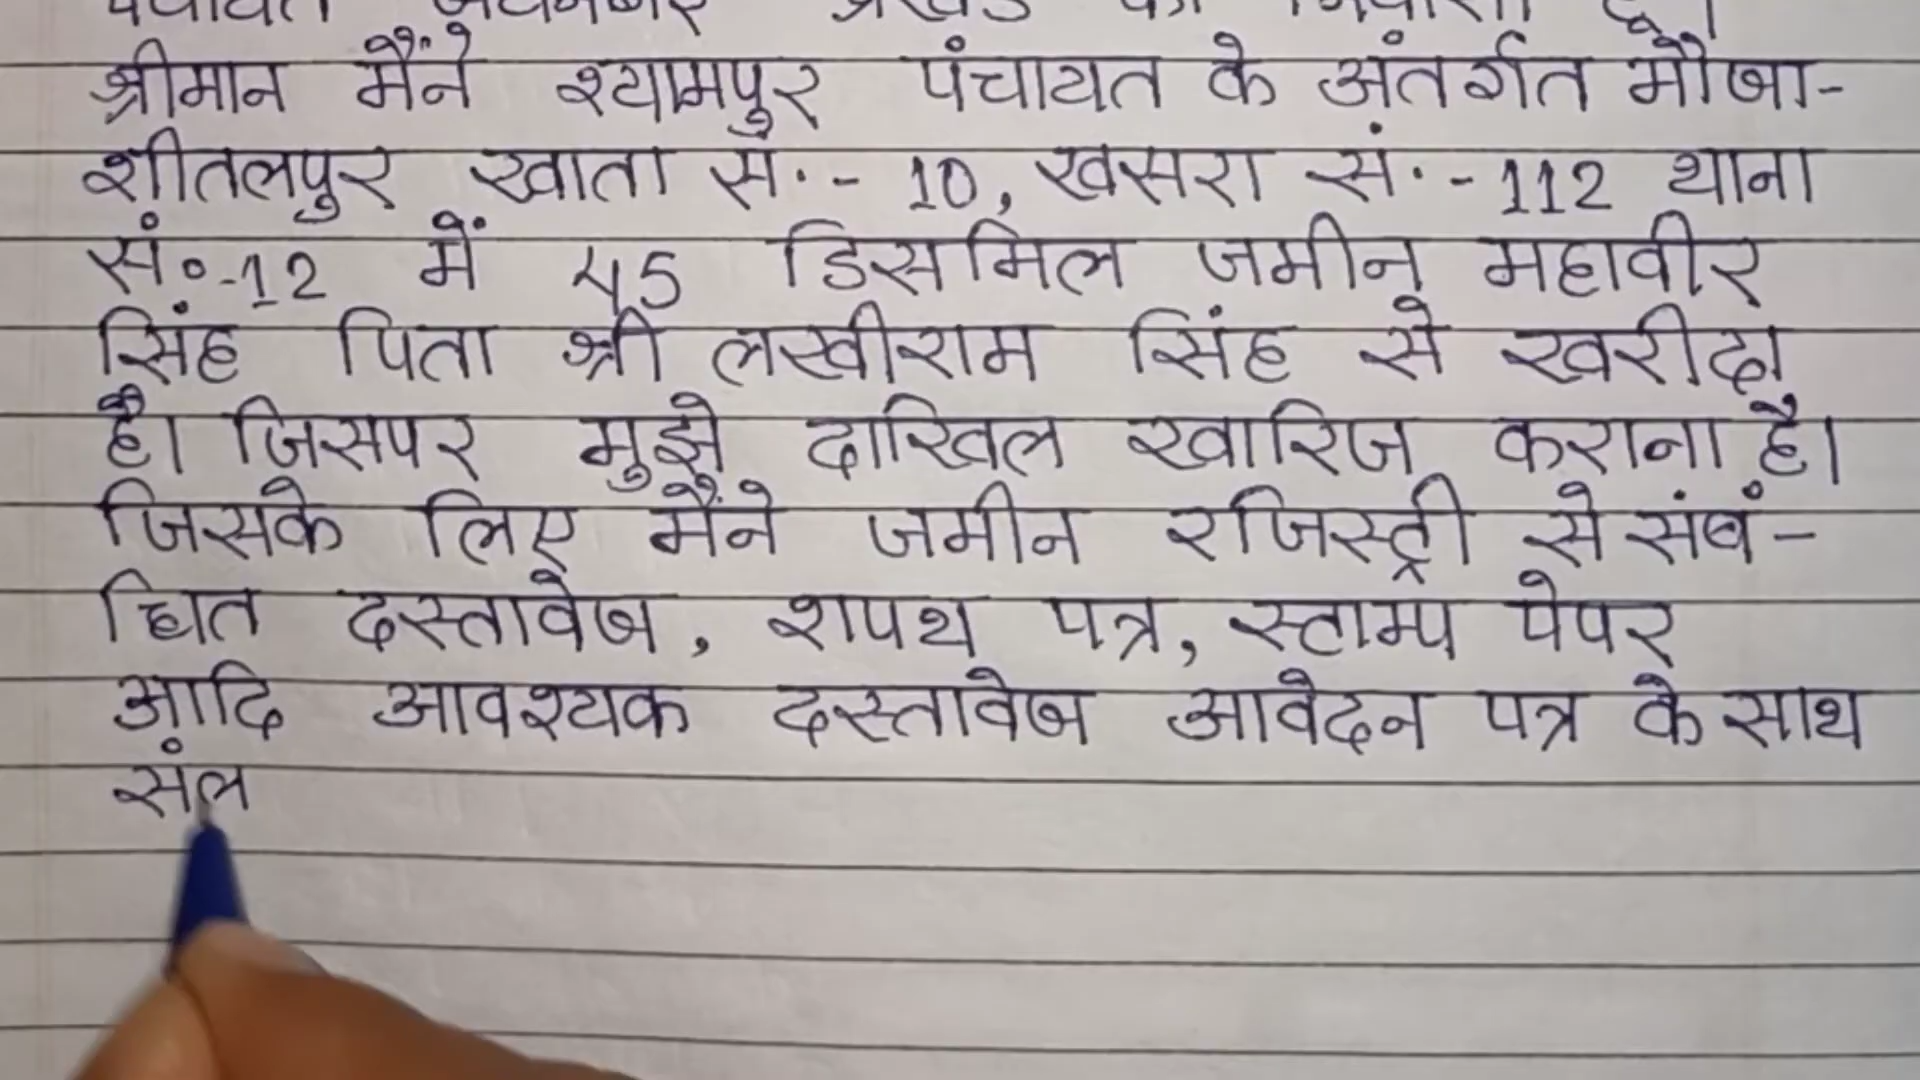 श्रीमान मैंने श्यामपुर पंचायत के अंतर्गत मौजा-
शीतलपुर खाता सं.- 10, खसरा सं.-112 थाना
सं०-12 में 45 डिसमिल जमीन महावीर
सिंह पिता श्री लखीराम सिंह से खरीदा
है। जिसपर मुझे दाखिल खारिज कराना है।
जिसके लिए मैंने जमीन रजिस्ट्री से संबं-
धित दस्तावेज, शपथ पत्र, स्टाम्प पेपर
आदि आवश्यक दस्तावेज आवेदन पत्र के साथ
संल